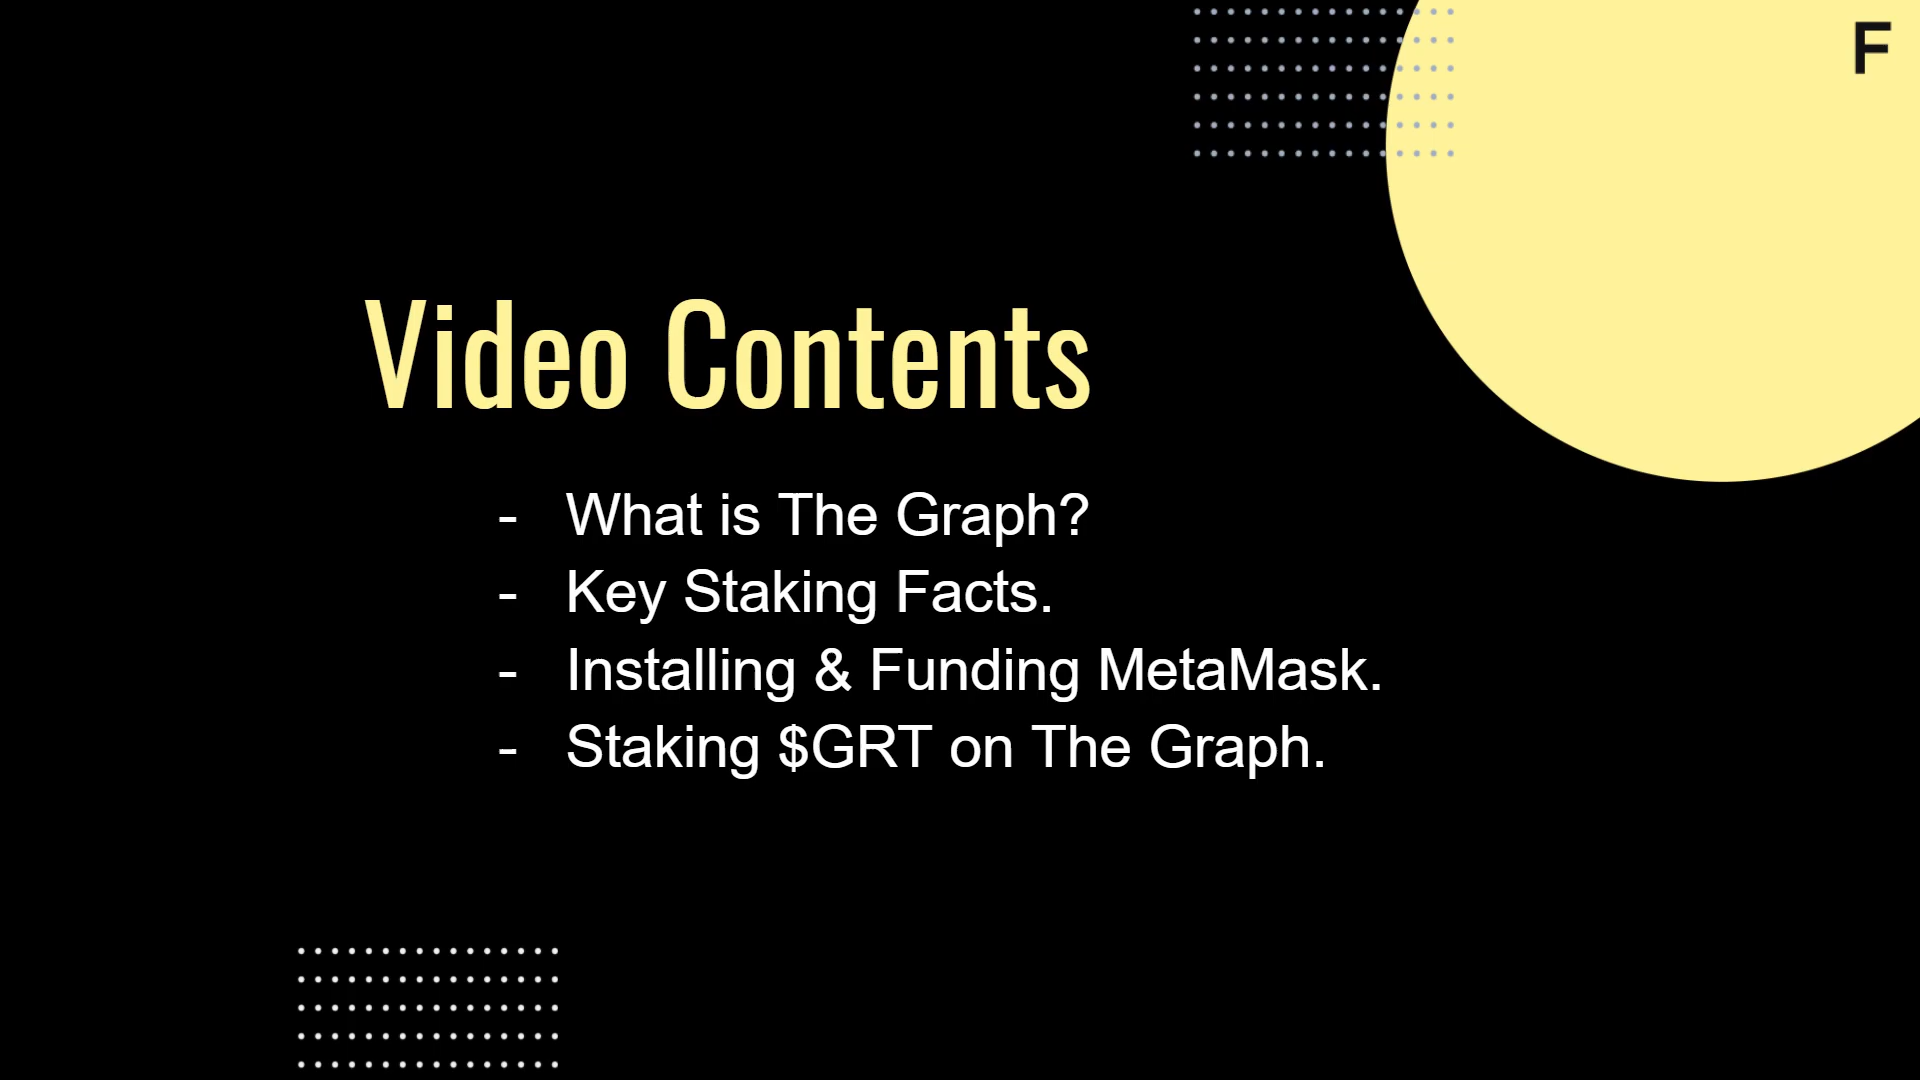 F
Video Contents
- What is The Graph?
- Key Staking Facts.
- Installing & Funding MetaMask.
- Staking $GRT on The Graph.